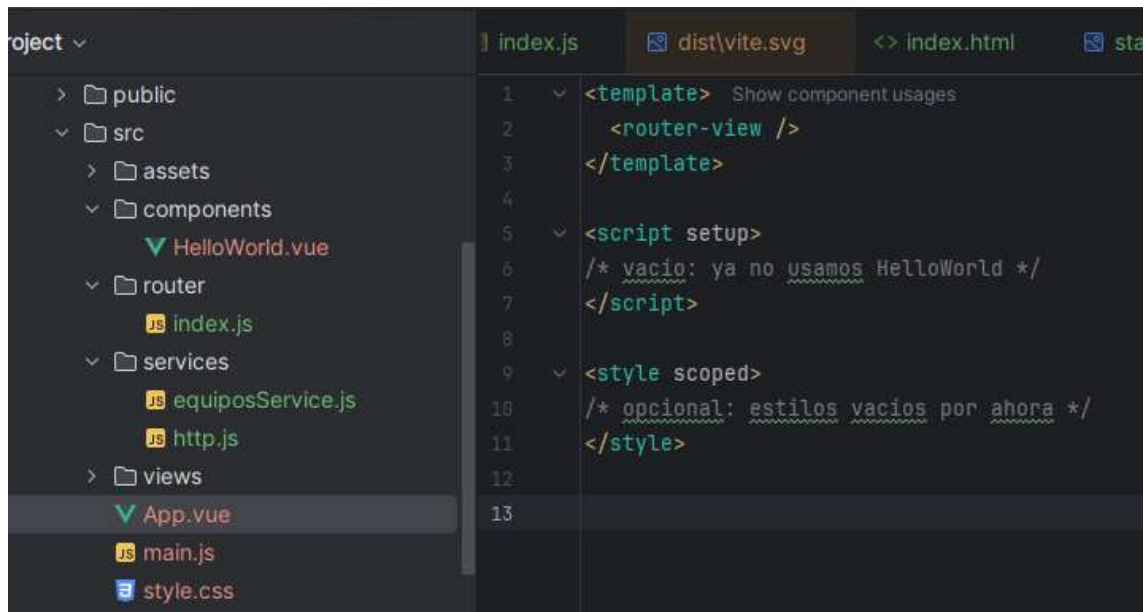 roject
public
src
assets
components
HelloWorld.vue
router
index.js
services
equiposService.js
http.js
views
App.vue
main.js
style.css
index.js dist\vite.svg <> index.html sta
1 <template> Show component usages
2 <router-view />
3 </template>
4
5 <script setup>
6 /* vacio: ya no usamos HelloWorld */
7 </script>
8
9 <style scoped>
10 /* opcional: estilos vacios por ahora */
11 </style>
12
13